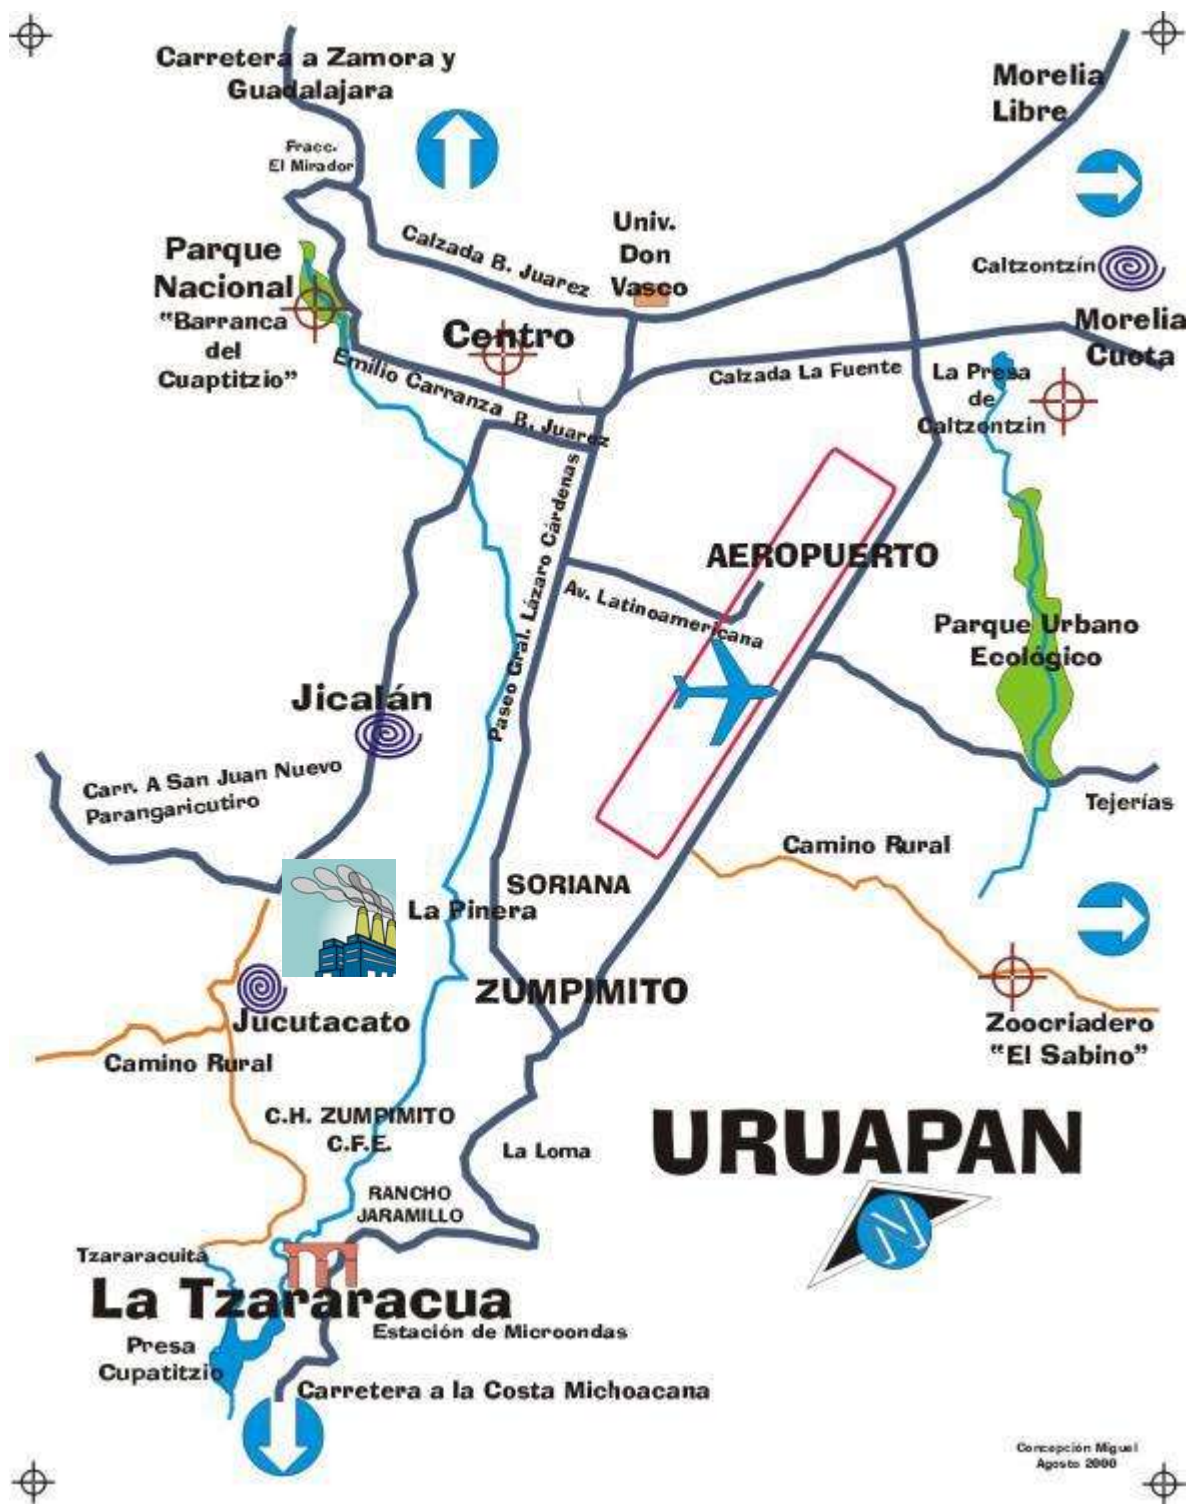 Carretera a Zamora y
Guadalajara
Morelia
Libre
Fracc.
El Mirador
Parque
Nacional
"Barranca
del
Cuaptitzio"
Calzada B. Juarez
Univ.
Don
Vasco
Caltzontzín
Morelia
Cuota
Centro
Emilio Carranza
B. Juarez
Calzada La Fuente
La Presa
de
Caltzontzin
Paseo Gral. Lázaro Cárdenas
AEROPUERTO
Av. Latinoamericana
Parque Urbano
Ecológico
Jicalán
Carr. A San Juan Nuevo
Parangaricutiro
Tejerías
Camino Rural
SORIANA
La Pinera
ZUMPIMITO
Jucutacato
Camino Rural
Zoocriadero
"El Sabino"
C.H. ZUMPIMITO
C.F.E.
La Loma
URUAPAN
N
RANCHO
JARAMILLO
Tzararacuita
La Tzararacua
Estación de Microondas
Presa
Cupatitzio
Carretera a la Costa Michoacana
Concepción Miguel
Agosto 2000